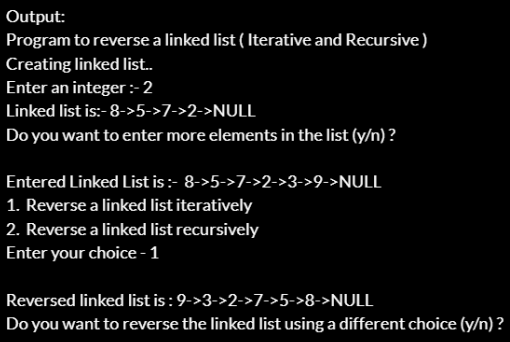 Output:
Program to reverse a linked list ( Iterative and Recursive )
Creating linked list..
Enter an integer :- 2
Linked list is:- 8->5->7->2->NULL
Do you want to enter more elements in the list (y/n) ?
Entered Linked List is :- 8->5->7->2->3->9->NULL
1. Reverse a linked list iteratively
2. Reverse a linked list recursively
Enter your choice - 1
Reversed linked list is : 9->3->2->7->5->8->NULL
Do you want to reverse the linked list using a different choice (y/n) ?